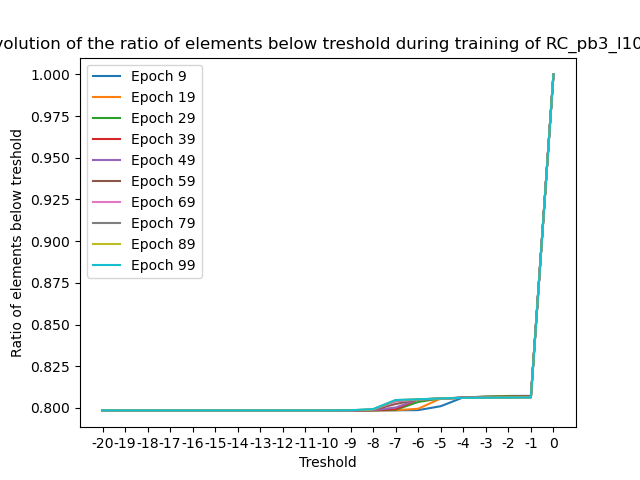 volution of the ratio of elements below treshold during training of RC_pb3_l10
Epoch 9
Epoch 19
Epoch 29
Epoch 39
Epoch 49
Epoch 59
Epoch 69
Epoch 79
Epoch 89
Epoch 99
1.000
0.975
0.950
0.925
0.900
0.875
0.850
0.825
0.800
Ratio of elements below treshold
-20 -19 -18 -17 -16 -15 -14 -13 -12 -11 -10 -9 -8 -7 -6 -5 -4 -3 -2 -1 0
Treshold